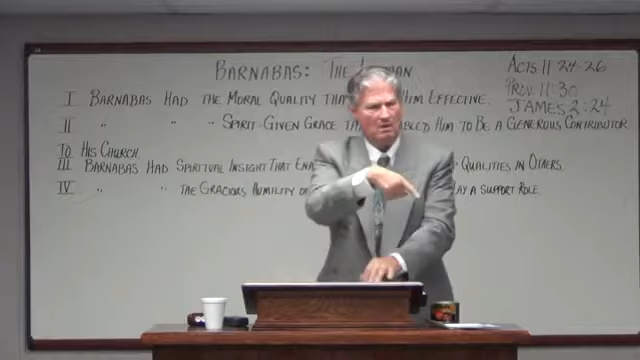 BARNABAS: THE MAN
ACTS 11:24-26
PROV. 11:30
JAMES 2:24
I BARNABAS HAD THE MORAL QUALITY THAT HIM EFFECTIVE.
II " " " SPIRIT-GIVEN GRACE HIM TO BE A GENEROUS CONTRIBUTOR
TO HIS CHURCH.
III BARNABAS HAD SPIRITUAL INSIGHT THAT QUALITIES IN OTHERS.
IV " " THE GRACIOUS HUMILITY A SUPPORT ROLE.